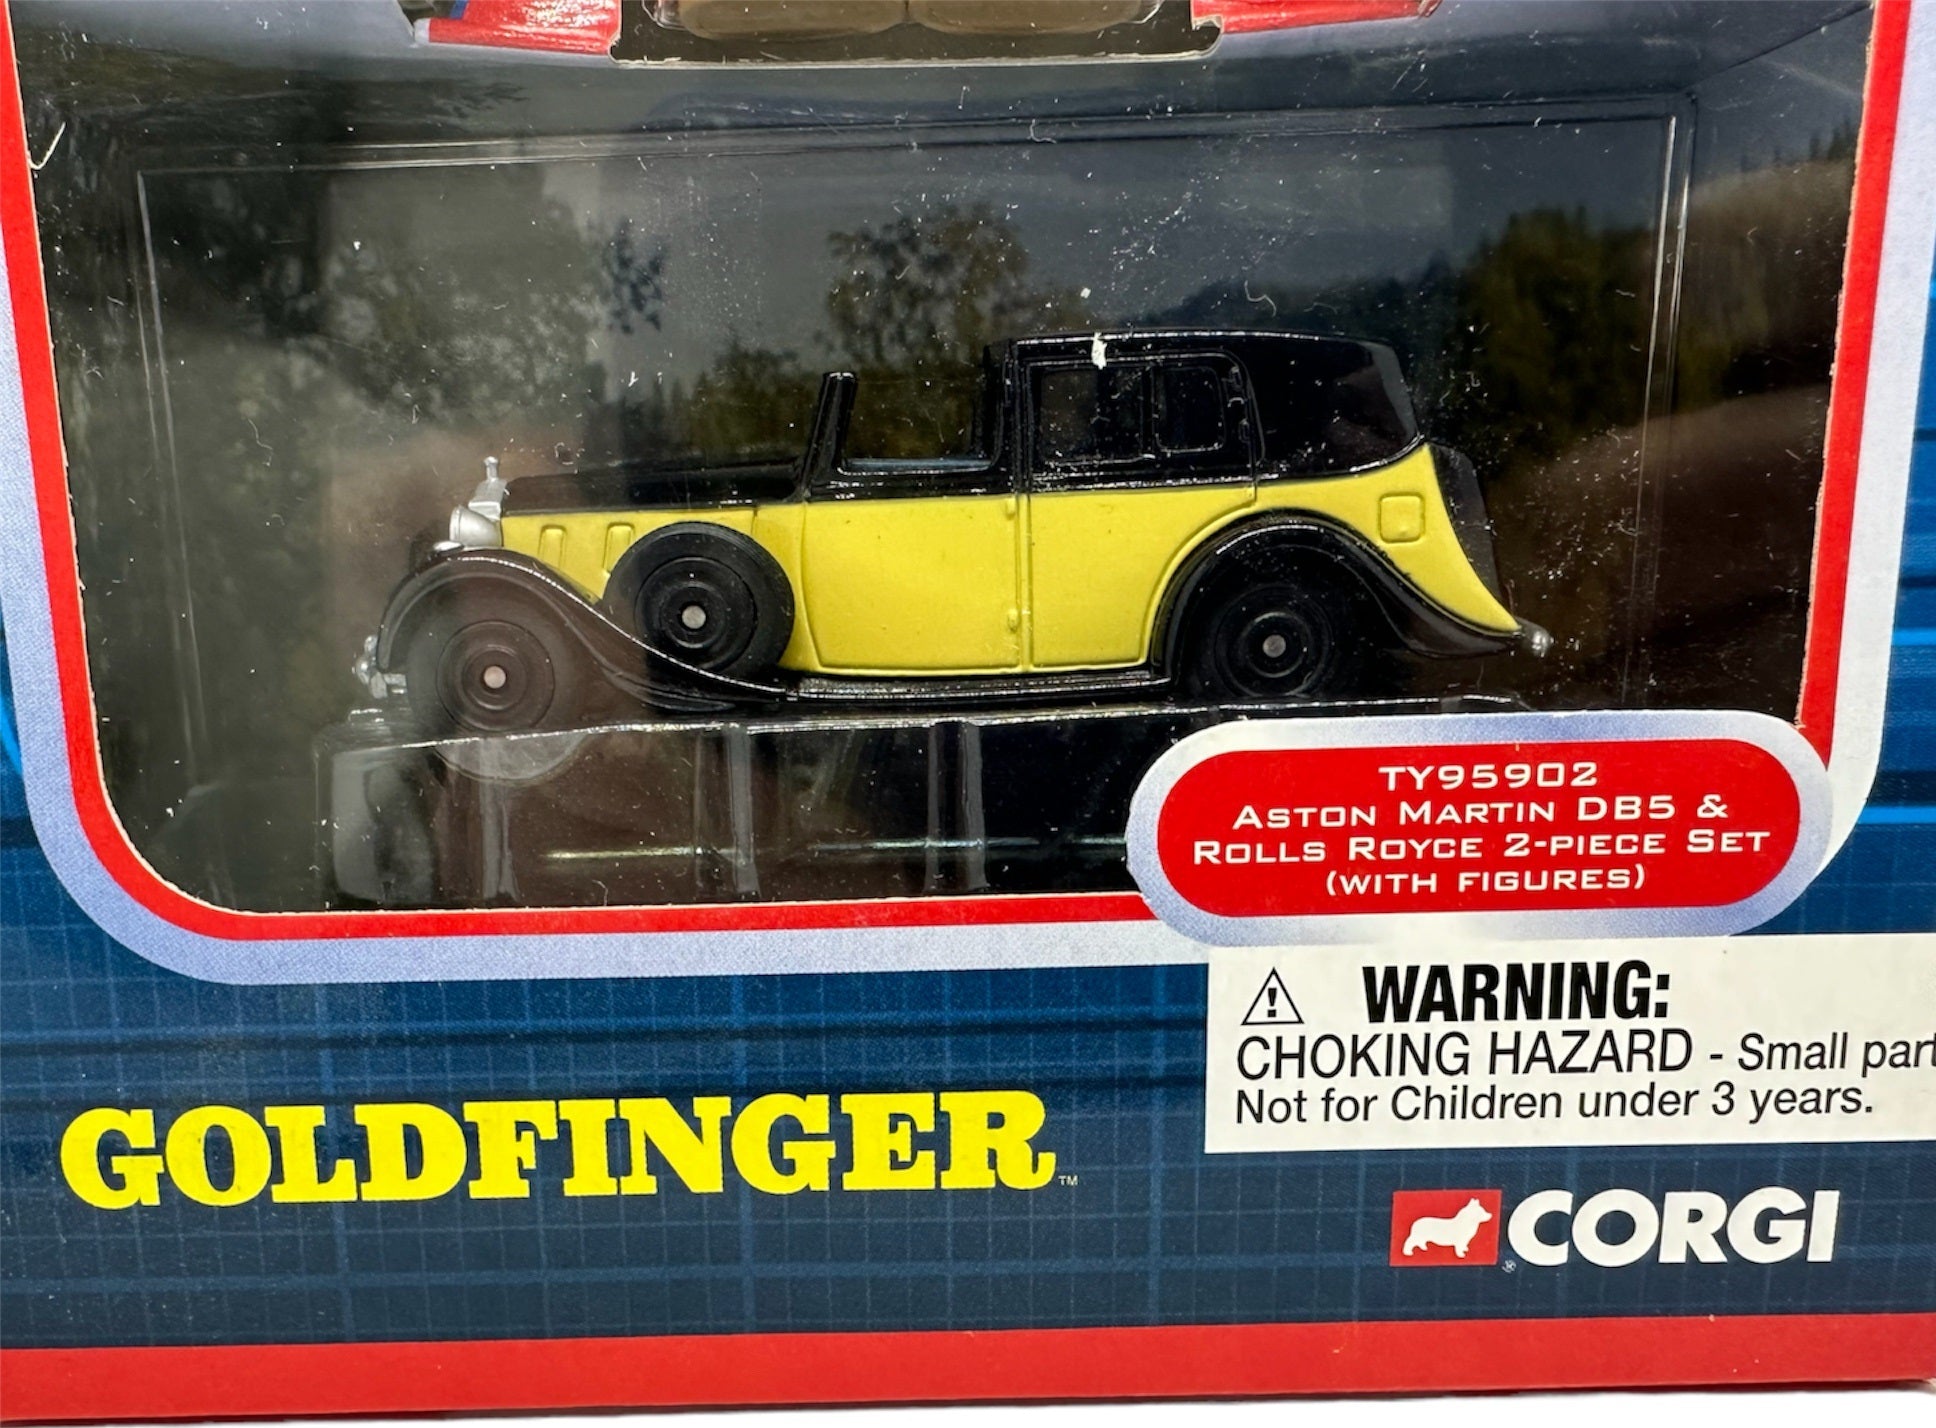 TY95902
ASTON MARTIN DB5 &
ROLLS ROYCE 2-PIECE SET
(WITH FIGURES)
WARNING:
CHOKING HAZARD - Small part
Not for Children under 3 years.
GOLDFINGER™
CORGI